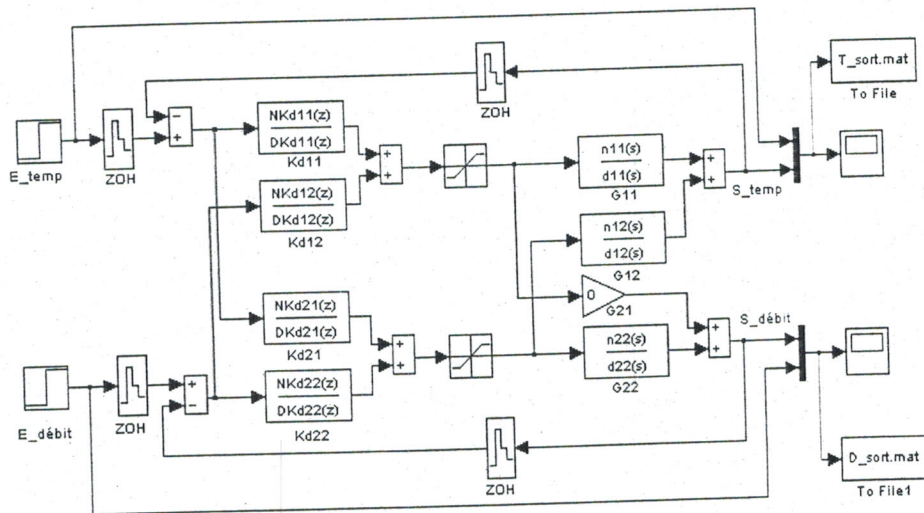 T_sort.mat
To File
ZOH
E_temp
ZOH
−
+
NKd11(z)
DKd11(z)
Kd11
NKd12(z)
DKd12(z)
Kd12
+
+
n11(s)
d11(s)
G11
+
+
S_temp
n12(s)
d12(s)
G12
0
G21
NKd21(z)
DKd21(z)
Kd21
+
+
n22(s)
d22(s)
G22
+
+
S_débit
E_débit
ZOH
+
−
NKd22(z)
DKd22(z)
Kd22
ZOH
D_sort.mat
To File1